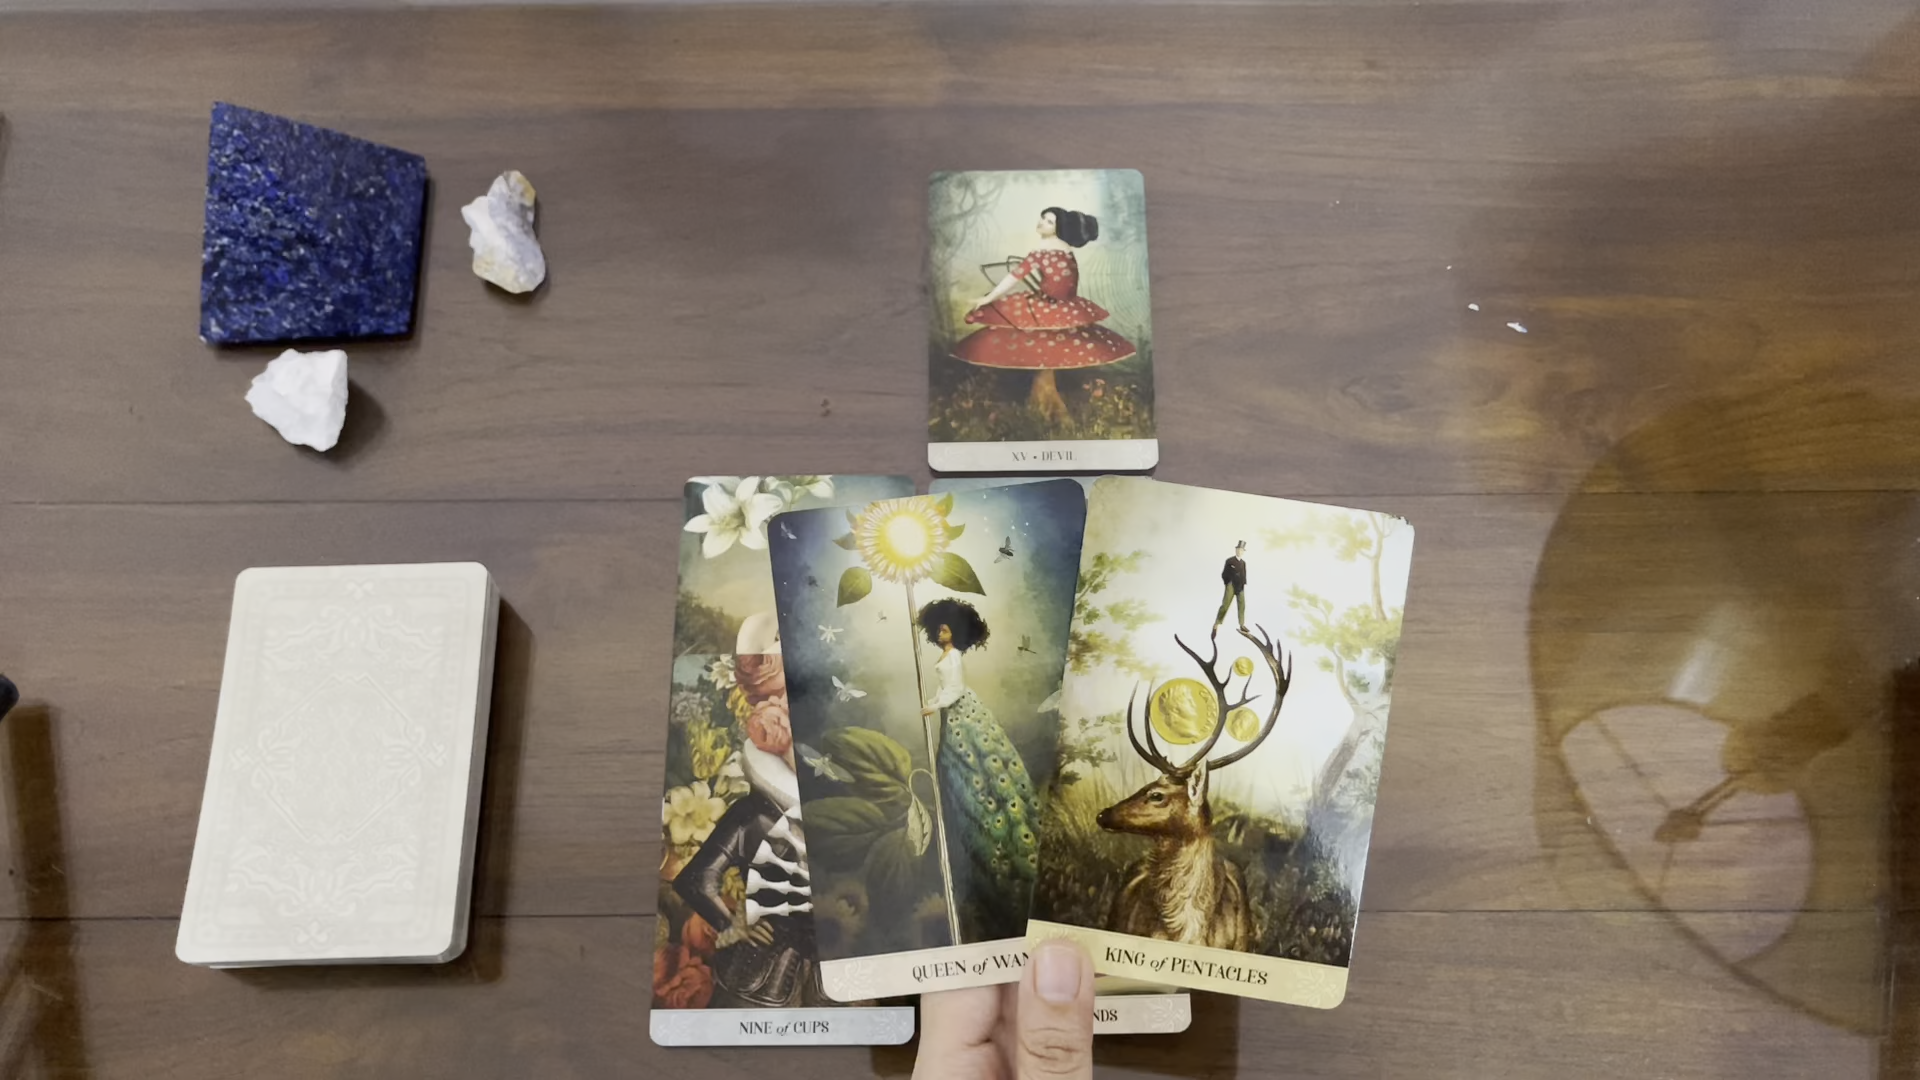 XV • DEVIL
QUEEN of WAN
KING of PENTACLES
NDS
NINE of CUPS